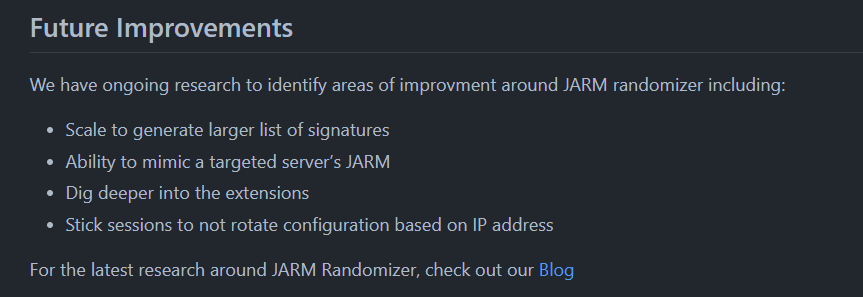 Future Improvements
We have ongoing research to identify areas of improvment around JARM randomizer including:
• Scale to generate larger list of signatures
• Ability to mimic a targeted server’s JARM
• Dig deeper into the extensions
• Stick sessions to not rotate configuration based on IP address
For the latest research around JARM Randomizer, check out our Blog